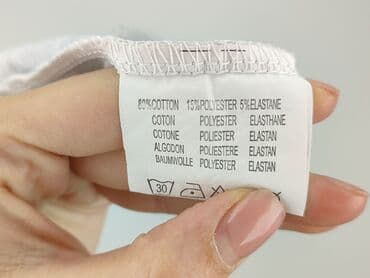 80%COTTON 15%POLYESTER 5%ELASTANE
COTON POLYESTER ELASTHANE
COTONE POLIESTER ELASTAN
ALGODON POLIESTERE ELASTAN
BAUMWOLLE POLYESTER ELASTAN
30